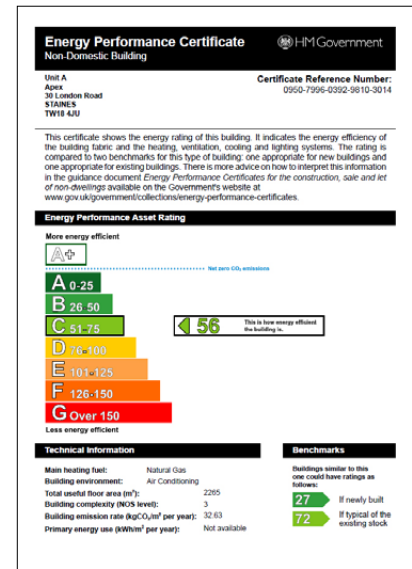 Energy Performance Certificate
HM Government
Non-Domestic Building
Unit A
Apex
30 London Road
STAINES
TW18 4JU
Certificate Reference Number:
0950-7996-0392-9810-3014
This certificate shows the energy rating of this building. It indicates the energy efficiency
of the building fabric and the heating, ventilation, cooling and lighting systems. The rating is
compared to two benchmarks for this type of building: one appropriate for new buildings and
one appropriate for existing buildings. There is more advice on how to interpret this information
in the guidance document Energy Performance Certificates for the construction, sale and let
of non-dwellings available on the Government's website at
www.gov.uk/government/collections/energy-performance-certificates.
Energy Performance Asset Rating
More energy efficient
A+
Net zero CO₂ emissions
A 0-25
B 26-50
C 51-75
56
This is how energy efficient
the building is.
D 76-100
E 101-125
F 126-150
G Over 150
Less energy efficient
Technical Information
Main heating fuel: Natural Gas
Building environment: Air Conditioning
Total useful floor area (m²): 2265
Building complexity (NOS level): 3
Building emission rate (kgCO₂/m² per year): 32.63
Primary energy use (kWh/m² per year): Not available
Benchmarks
Buildings similar to this
one could have ratings as
follows:
27 If newly built
72 If typical of the
existing stock